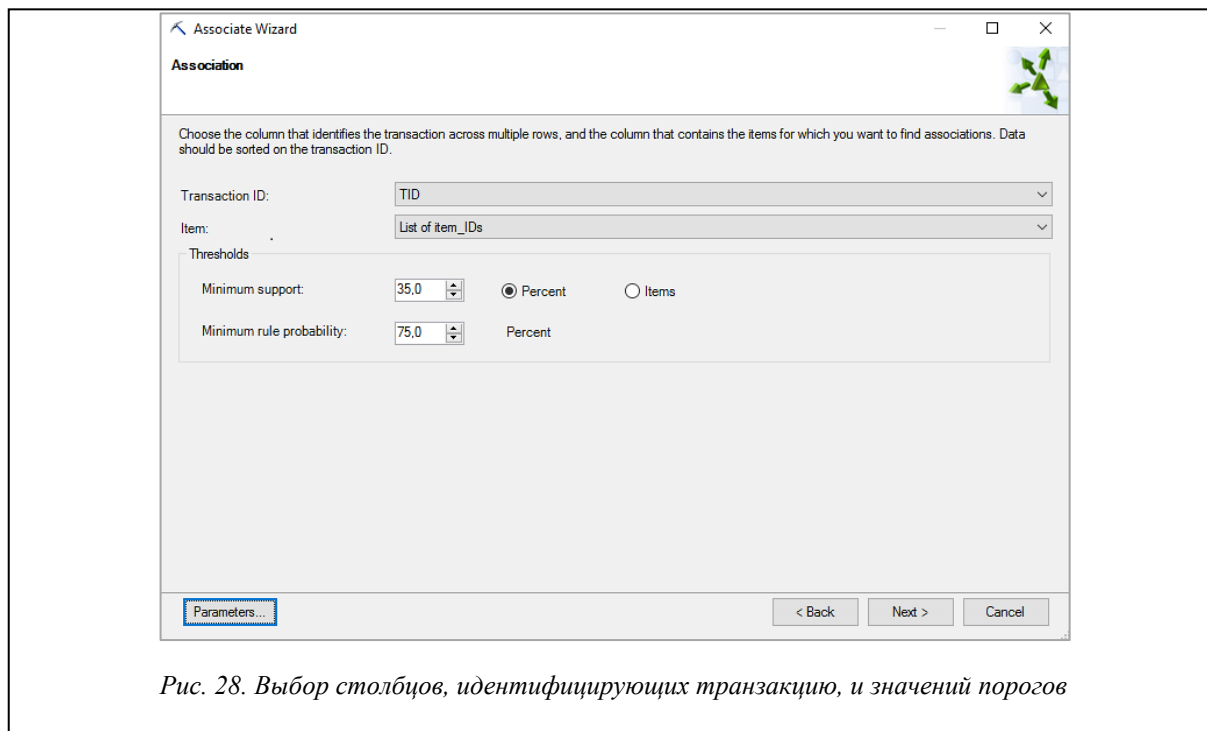 Associate Wizard
Association
Choose the column that identifies the transaction across multiple rows, and the column that contains the items for which you want to find associations. Data
should be sorted on the transaction ID.
Transaction ID: TID
Item: List of item_IDs
Thresholds
Minimum support: 35,0 Percent Items
Minimum rule probability: 75,0 Percent
Parameters... < Back Next > Cancel
Рис. 28. Выбор столбцов, идентифицирующих транзакцию, и значений порогов